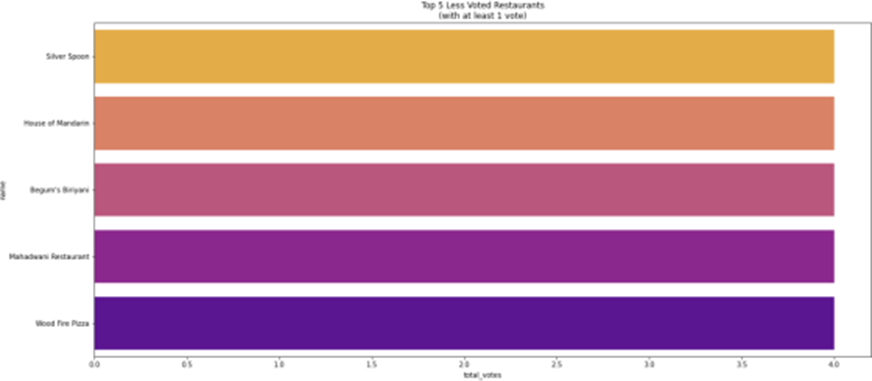 Top 5 Less Voted Restaurants
(with at least 1 vote)
Silver Spoon
House of Mandarin
Begum's Biriyani
Mahadwani Restaurant
Wood Fire Pizza
name
0.0 0.5 1.0 1.5 2.0 2.5 3.0 3.5 4.0
total_votes